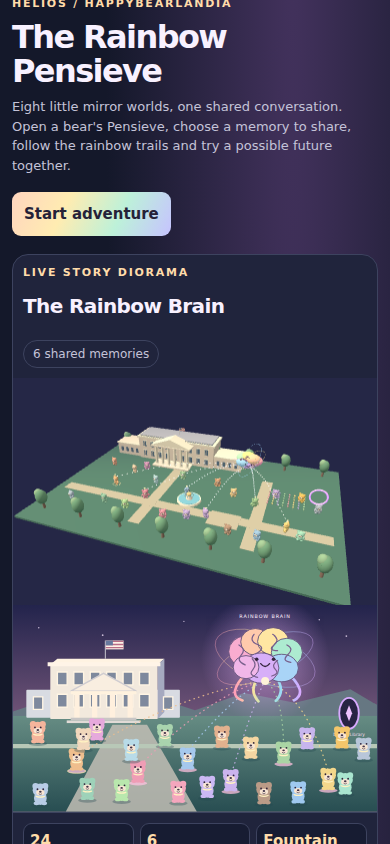 HELIOS / HAPPYBEARLANDIA
The Rainbow
Pensieve
Eight little mirror worlds, one shared conversation.
Open a bear's Pensieve, choose a memory to share,
follow the rainbow trails and try a possible future
together.
Start adventure
LIVE STORY DIORAMA
The Rainbow Brain
6 shared memories
RAINBOW BRAIN
24
6
Fountain